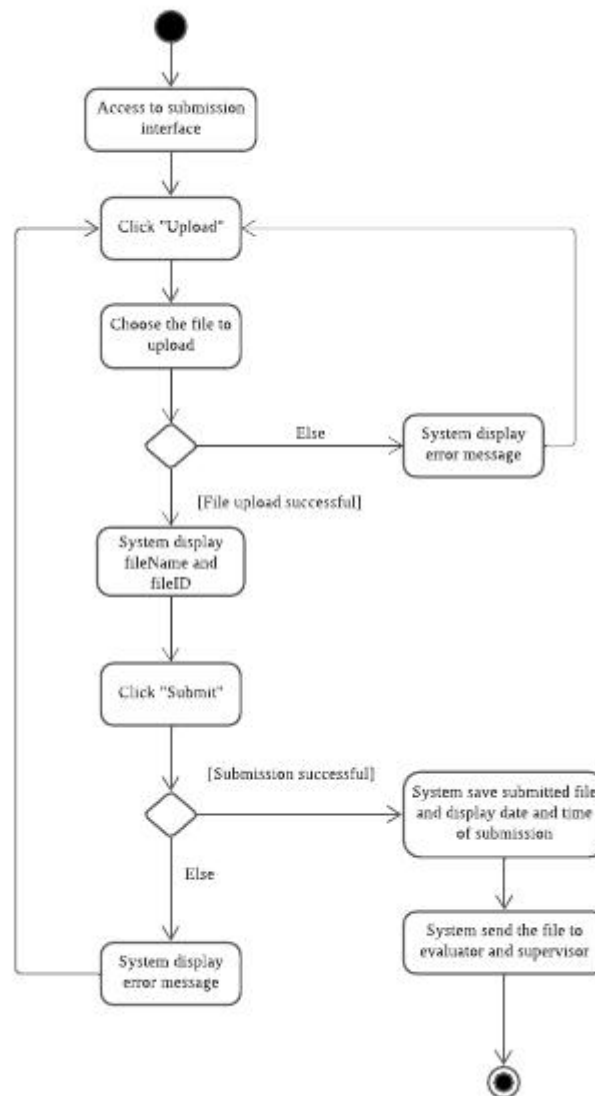 Access to submission
interface
Click "Upload"
Choose the file to
upload
Else
System display
error message
[File upload successful]
System display
fileName and
fileID
Click "Submit"
[Submission successful]
System save submitted file
and display date and time
of submission
Else
System display
error message
System send the file to
evaluator and supervisor